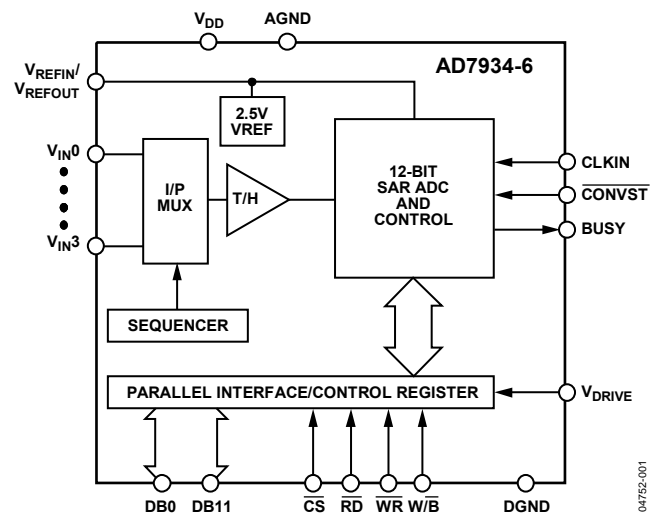 VDD
AGND
VREFIN/
VREFOUT
AD7934-6
2.5V
VREF
VIN0
VIN3
I/P
MUX
T/H
12-BIT
SAR ADC
AND
CONTROL
CLKIN
CONVST
BUSY
SEQUENCER
PARALLEL INTERFACE/CONTROL REGISTER
VDRIVE
DB0 DB11 CS RD WR W/B DGND
04752-001